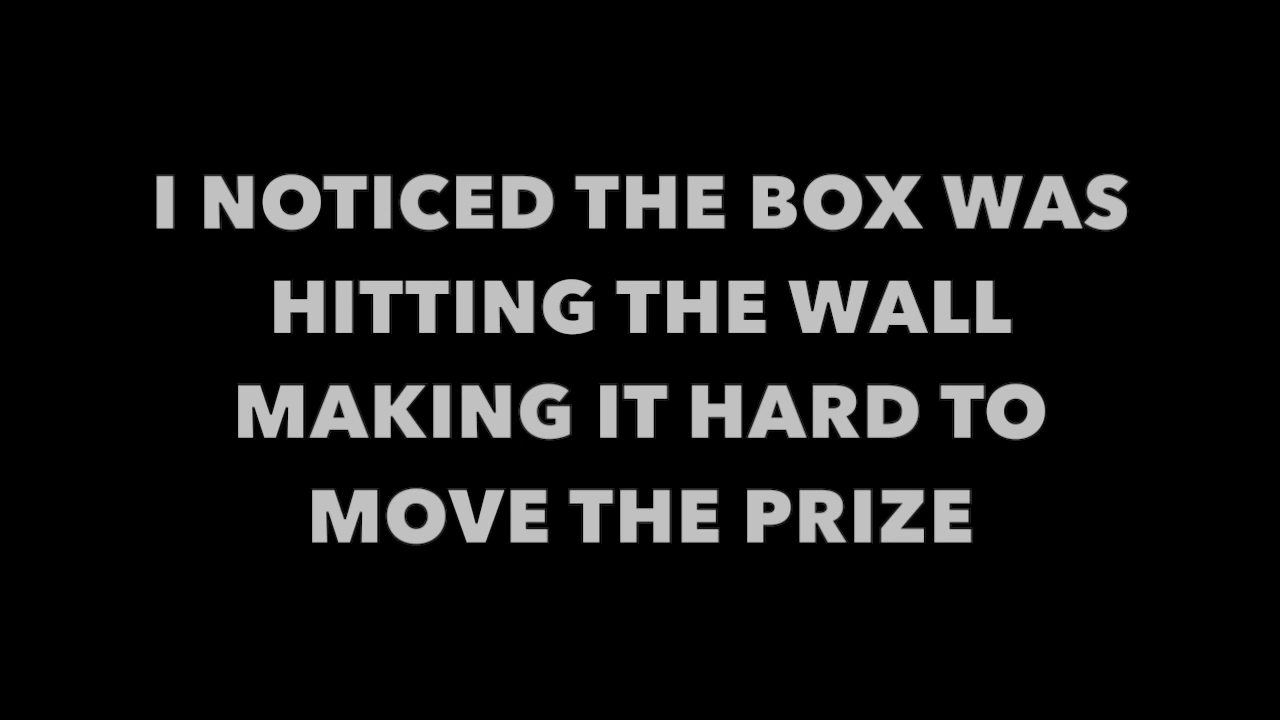 I NOTICED THE BOX WAS
HITTING THE WALL
MAKING IT HARD TO
MOVE THE PRIZE